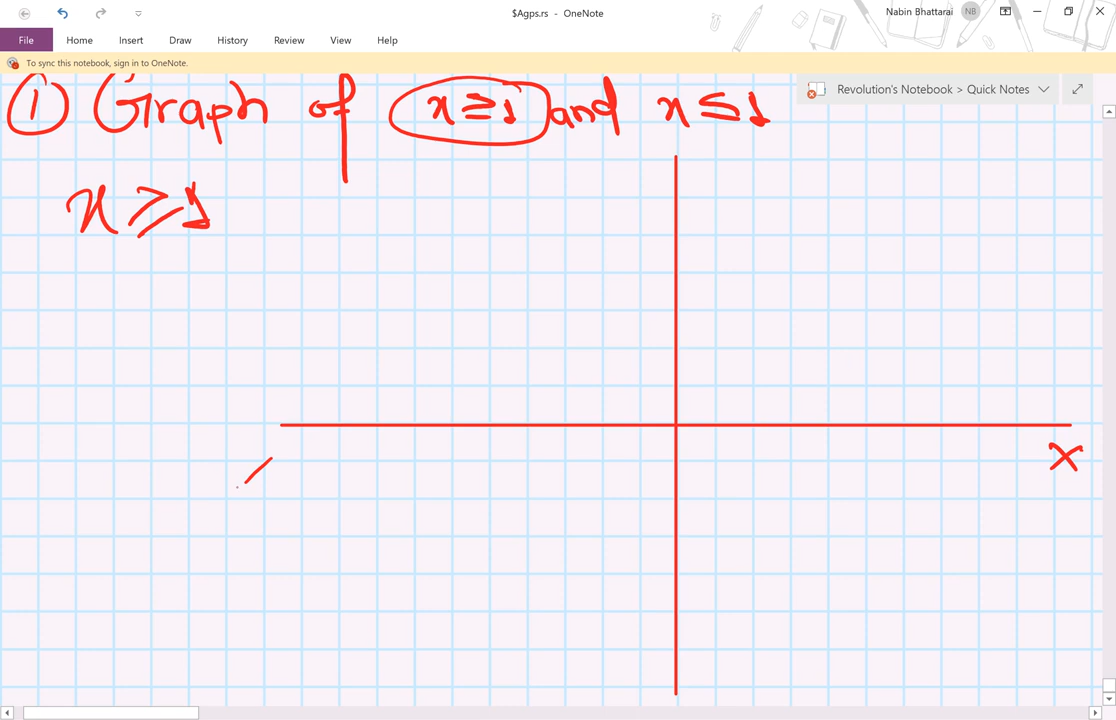 $Agps.rs - OneNote
Nabin Bhattarai NB
File Home Insert Draw History Review View Help
To sync this notebook, sign in to OneNote.
Revolution's Notebook > Quick Notes
① Graph of x ≥ 1 and x ≤ 1
x ≥ 1
X